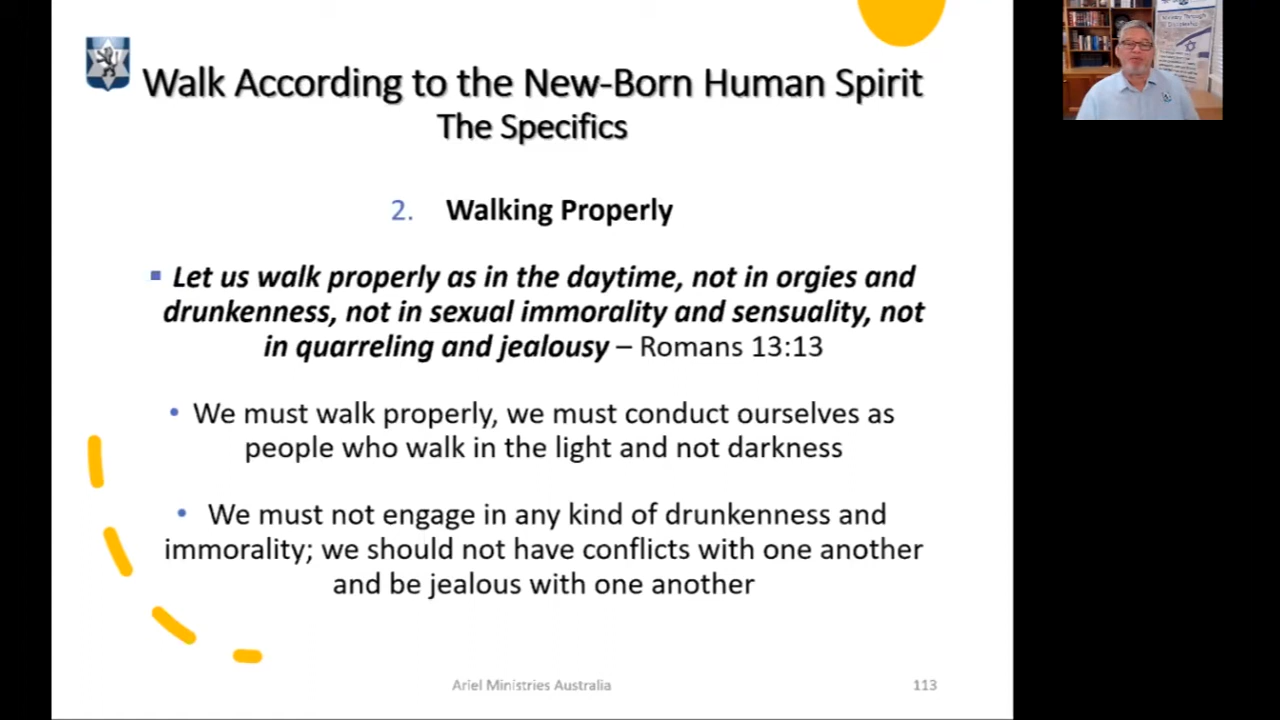 Walk According to the New-Born Human Spirit
The Specifics
2. Walking Properly
▪ Let us walk properly as in the daytime, not in orgies and
drunkenness, not in sexual immorality and sensuality, not
in quarreling and jealousy – Romans 13:13
• We must walk properly, we must conduct ourselves as
people who walk in the light and not darkness
• We must not engage in any kind of drunkenness and
immorality; we should not have conflicts with one another
and be jealous with one another
Ariel Ministries Australia
113